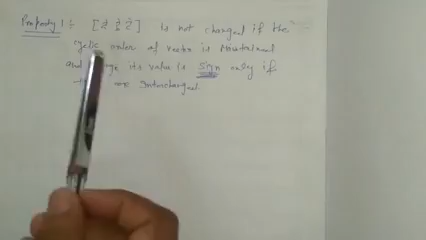 Property 1:- [a⃗ b⃗ c⃗] is not changed if the
cyclic order of vector is Maintained
and its value is sign only if
are Interchanged.